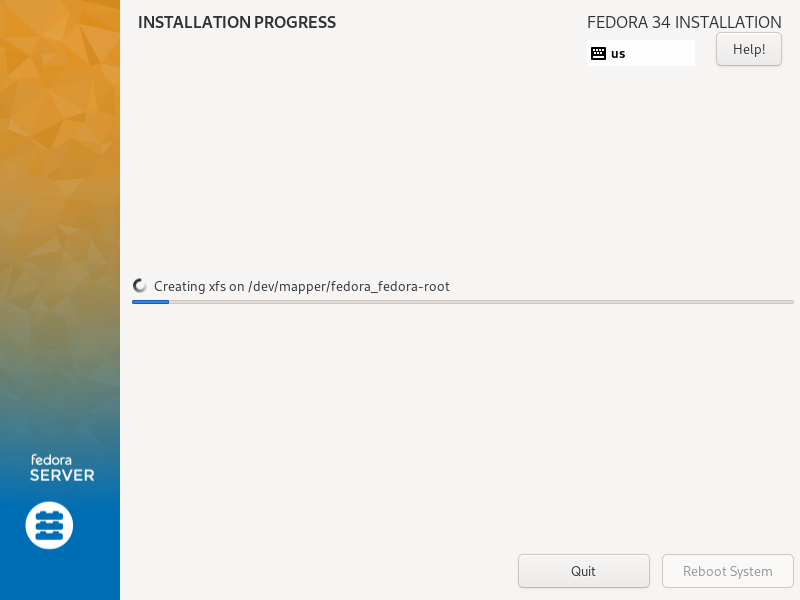 INSTALLATION PROGRESS
FEDORA 34 INSTALLATION
us
Help!
Creating xfs on /dev/mapper/fedora_fedora-root
fedora
SERVER
Quit
Reboot System